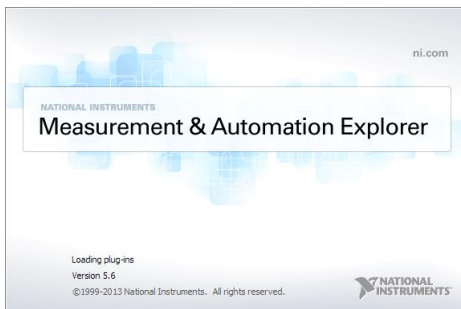 ni.com
NATIONAL INSTRUMENTS
Measurement & Automation Explorer
Loading plug-ins
Version 5.6
©1999-2013 National Instruments. All rights reserved.
NATIONAL
INSTRUMENTS